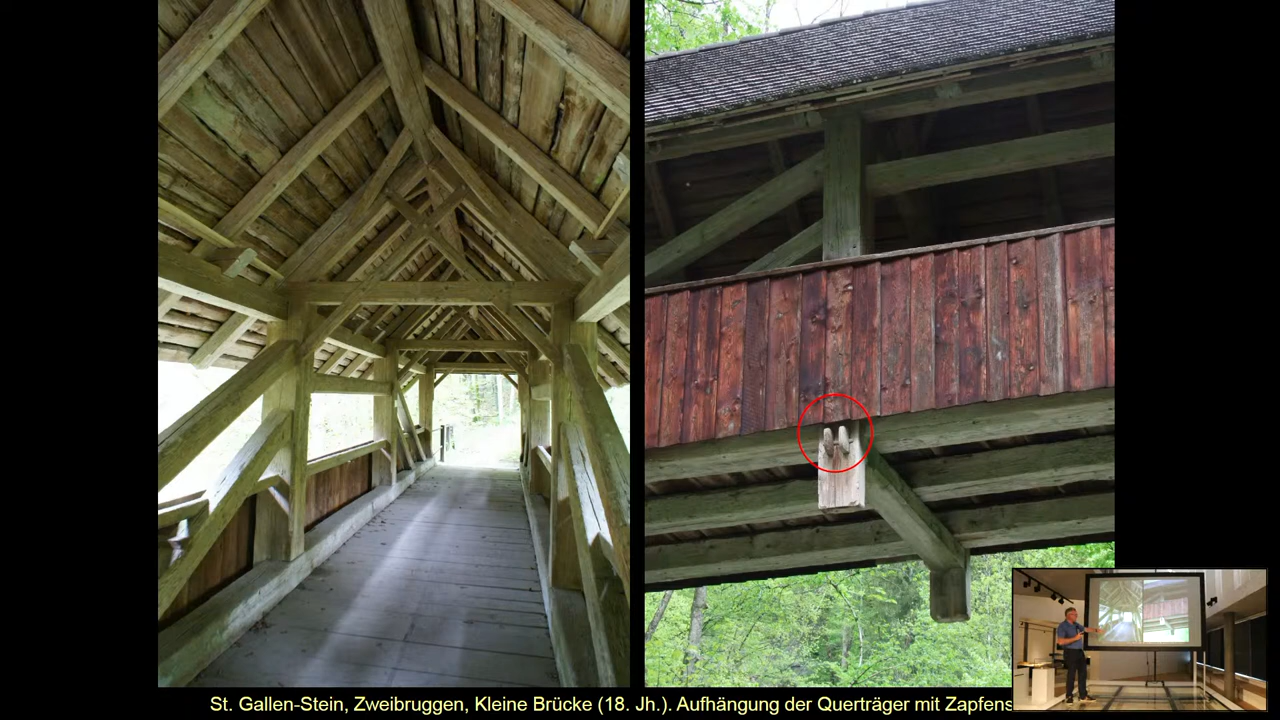 St. Gallen-Stein, Zweibruggen, Kleine Brücke (18. Jh.). Aufhängung der Querträger mit Zapfens